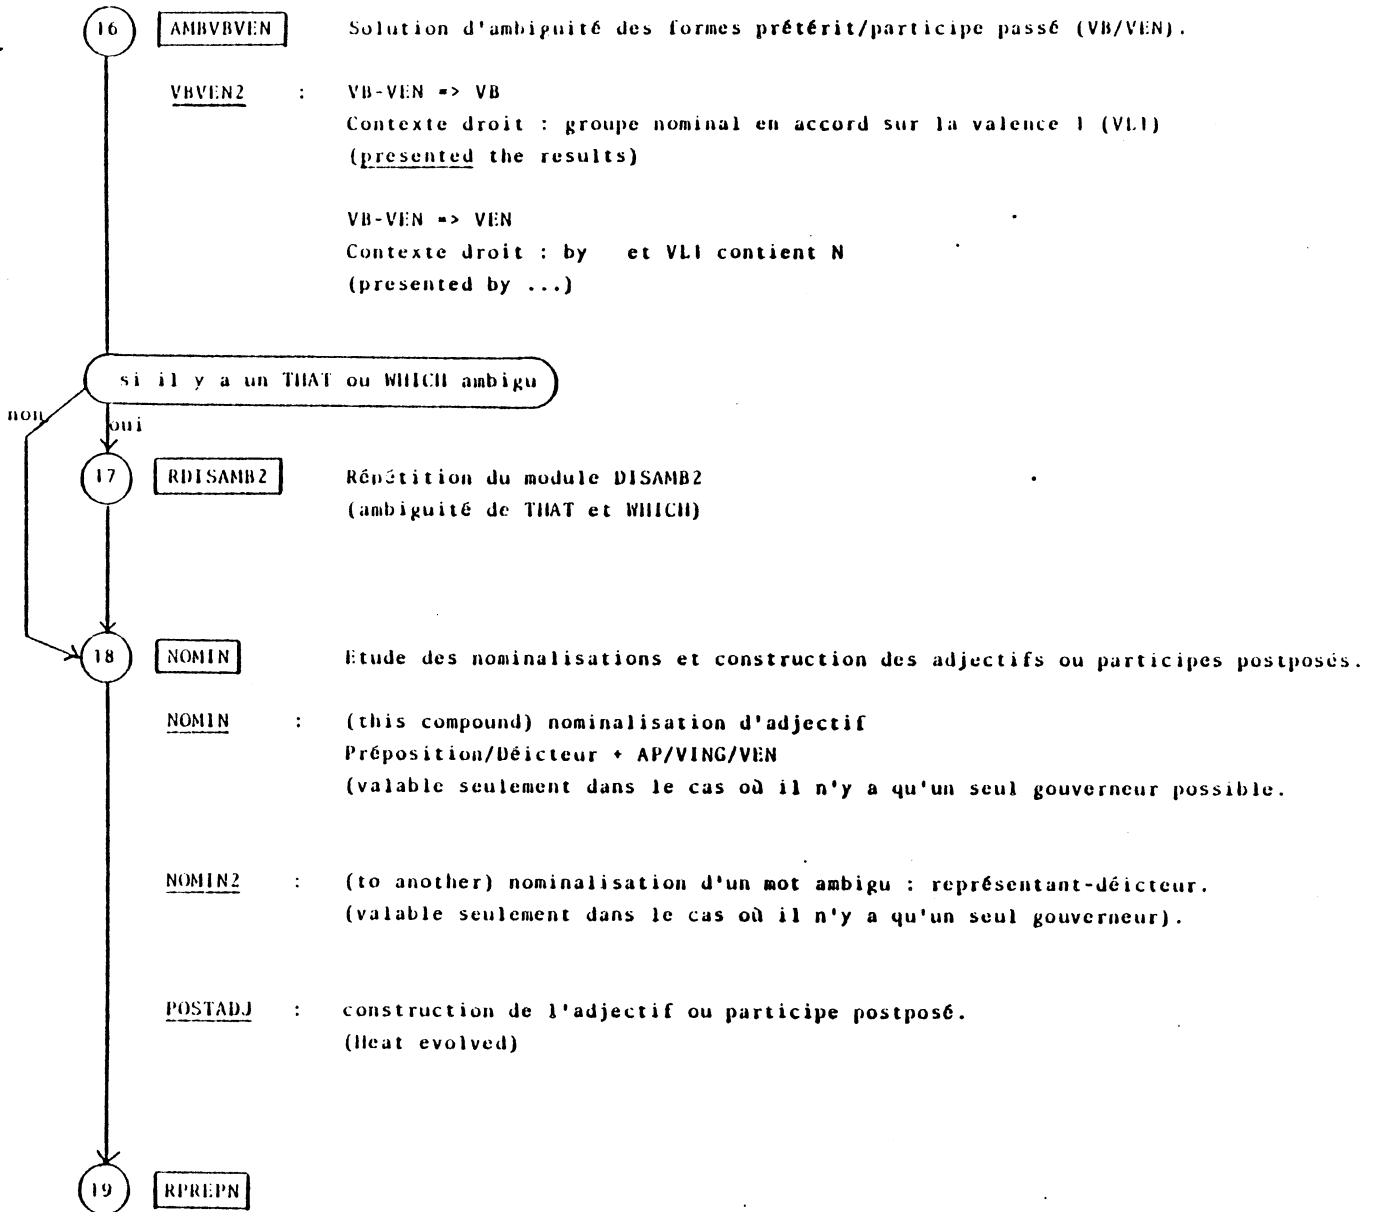 16 AMBVBVEN Solution d'ambiguité des formes prétérit/participe passé (VB/VEN).
VBVEN2 : VB-VEN => VB
Contexte droit : groupe nominal en accord sur la valence 1 (VL1)
(presented the results)
VB-VEN => VEN
Contexte droit : by et VL1 contient N
(presented by ...)
si il y a un THAT ou WHICH ambigu
non
oui
17 RDISAMB2 Répétition du module DISAMB2
(ambiguité de THAT et WHICH)
18 NOMIN Etude des nominalisations et construction des adjectifs ou participes postposés.
NOMIN : (this compound) nominalisation d'adjectif
Préposition/Déicteur + AP/VING/VEN
(valable seulement dans le cas où il n'y a qu'un seul gouverneur possible.
NOMIN2 : (to another) nominalisation d'un mot ambigu : représentant-déicteur.
(valable seulement dans le cas où il n'y a qu'un seul gouverneur).
POSTADJ : construction de l'adjectif ou participe postposé.
(Heat evolved)
19 RPREPN